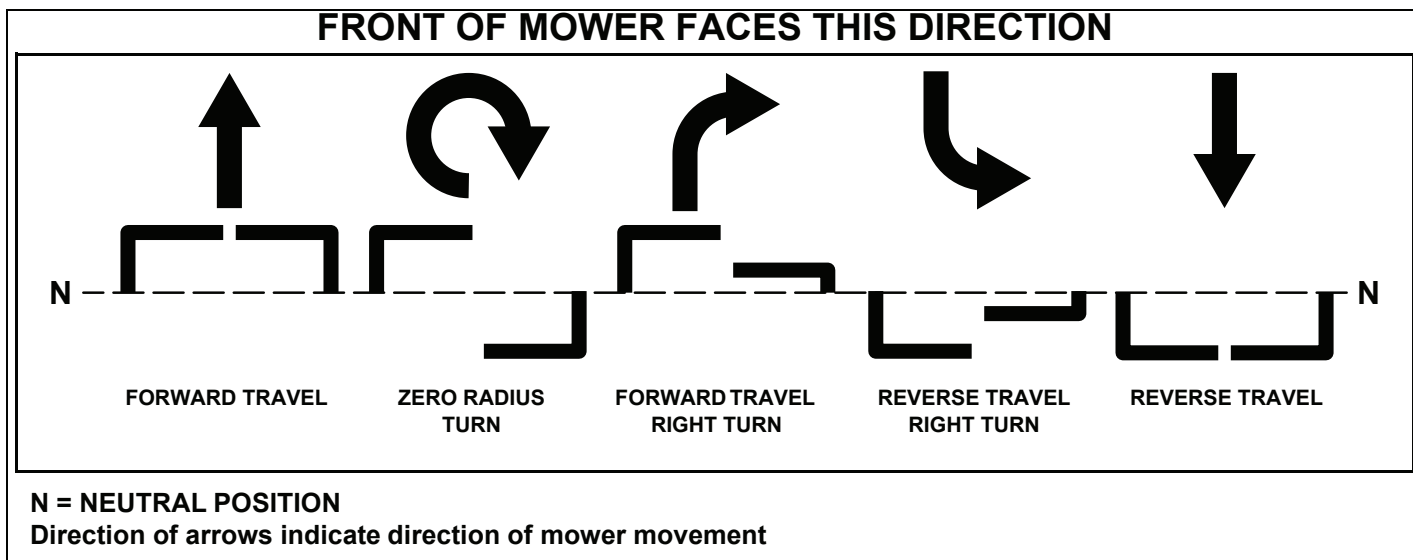 FRONT OF MOWER FACES THIS DIRECTION
N
N
FORWARD TRAVEL
ZERO RADIUS
TURN
FORWARD TRAVEL
RIGHT TURN
REVERSE TRAVEL
RIGHT TURN
REVERSE TRAVEL
N = NEUTRAL POSITION
Direction of arrows indicate direction of mower movement